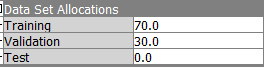 Data Set Allocations
Training 70.0
Validation 30.0
Test 0.0